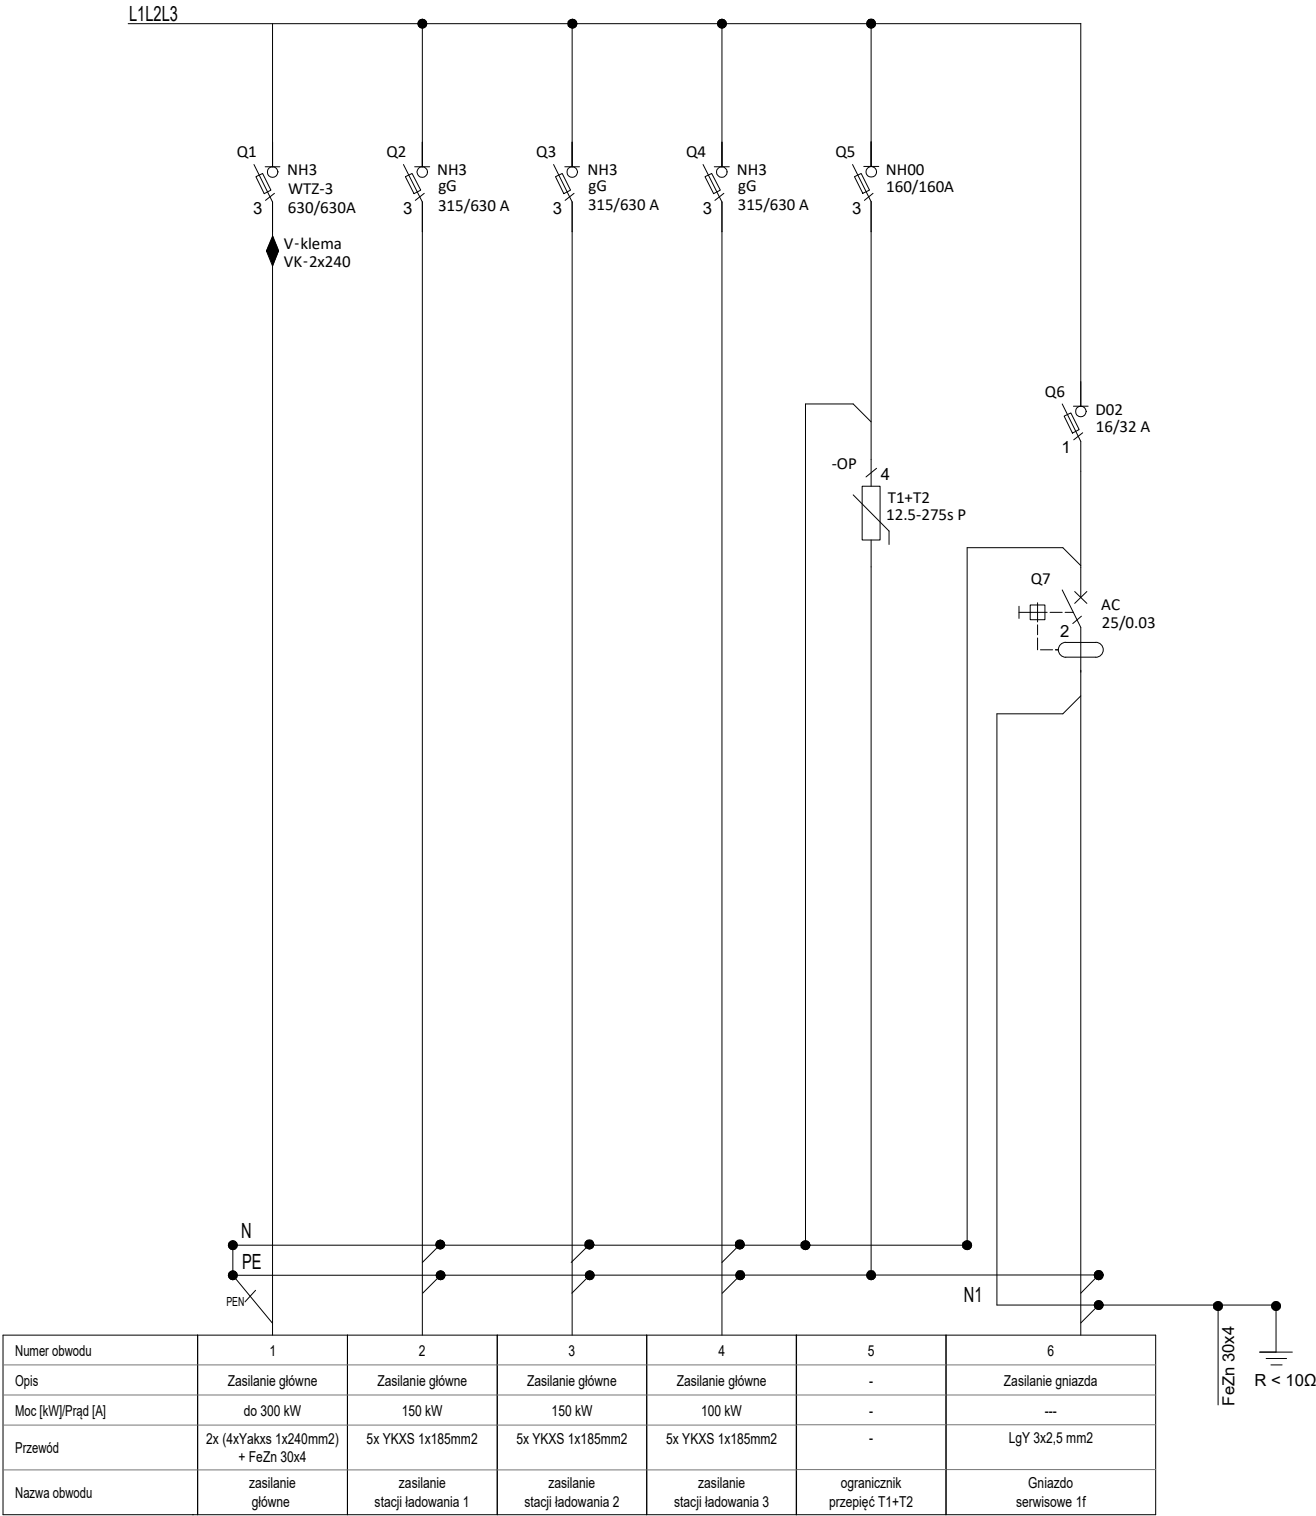 L1L2L3
Q1
NH3
WTZ-3
630/630A
3
V-klema
VK-2x240
Q2
NH3
gG
315/630 A
3
Q3
NH3
gG
315/630 A
3
Q4
NH3
gG
315/630 A
3
Q5
NH00
160/160A
3
Q6
D02
16/32 A
1
-OP
4
T1+T2
12.5-275s P
Q7
AC
25/0.03
2
N
PE
PEN
N1
FeZn 30x4
R < 10Ω
Numer obwodu 1 2 3 4 5 6
Opis Zasilanie główne Zasilanie główne Zasilanie główne Zasilanie główne - Zasilanie gniazda
Moc [kW]/Prąd [A] do 300 kW 150 kW 150 kW 100 kW - ---
Przewód 2x (4xYakxs 1x240mm2) 5x YKXS 1x185mm2 5x YKXS 1x185mm2 5x YKXS 1x185mm2 - LgY 3x2,5 mm2
+ FeZn 30x4
Nazwa obwodu zasilanie zasilanie zasilanie zasilanie ogranicznik Gniazdo
główne stacji ładowania 1 stacji ładowania 2 stacji ładowania 3 przepięć T1+T2 serwisowe 1f